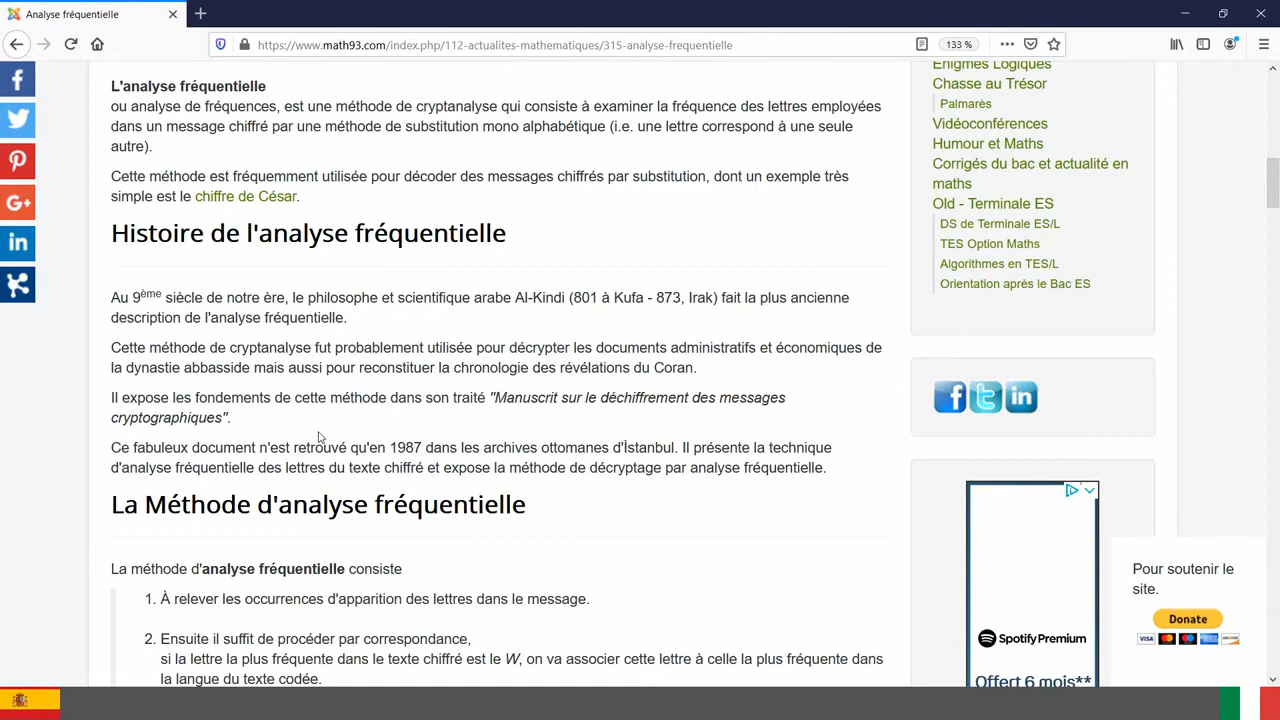 Analyse fréquentielle
https://www.math93.com/index.php/112-actualites-mathematiques/315-analyse-frequentielle
133 %
L'analyse fréquentielle
ou analyse de fréquences, est une méthode de cryptanalyse qui consiste à examiner la fréquence des lettres employées
dans un message chiffré par une méthode de substitution mono alphabétique (i.e. une lettre correspond à une seule
autre).
Cette méthode est fréquemment utilisée pour décoder des messages chiffrés par substitution, dont un exemple très
simple est le chiffre de César.
Histoire de l'analyse fréquentielle
Au 9ème siècle de notre ère, le philosophe et scientifique arabe Al-Kindi (801 à Kufa - 873, Irak) fait la plus ancienne
description de l'analyse fréquentielle.
Cette méthode de cryptanalyse fut probablement utilisée pour décrypter les documents administratifs et économiques de
la dynastie abbasside mais aussi pour reconstituer la chronologie des révélations du Coran.
Il expose les fondements de cette méthode dans son traité "Manuscrit sur le déchiffrement des messages
cryptographiques".
Ce fabuleux document n'est retrouvé qu'en 1987 dans les archives ottomanes d'İstanbul. Il présente la technique
d'analyse fréquentielle des lettres du texte chiffré et expose la méthode de décryptage par analyse fréquentielle.
La Méthode d'analyse fréquentielle
La méthode d'analyse fréquentielle consiste
1. À relever les occurrences d'apparition des lettres dans le message.
2. Ensuite il suffit de procéder par correspondance,
si la lettre la plus fréquente dans le texte chiffré est le W, on va associer cette lettre à celle la plus fréquente dans
la langue du texte codée.
Enigmes Logiques
Chasse au Trésor
Palmarès
Vidéoconférences
Humour et Maths
Corrigés du bac et actualité en
maths
Old - Terminale ES
DS de Terminale ES/L
TES Option Maths
Algorithmes en TES/L
Orientation après le Bac ES
Spotify Premium
Offert 6 mois**
Pour soutenir le
site.
Donate
VISA